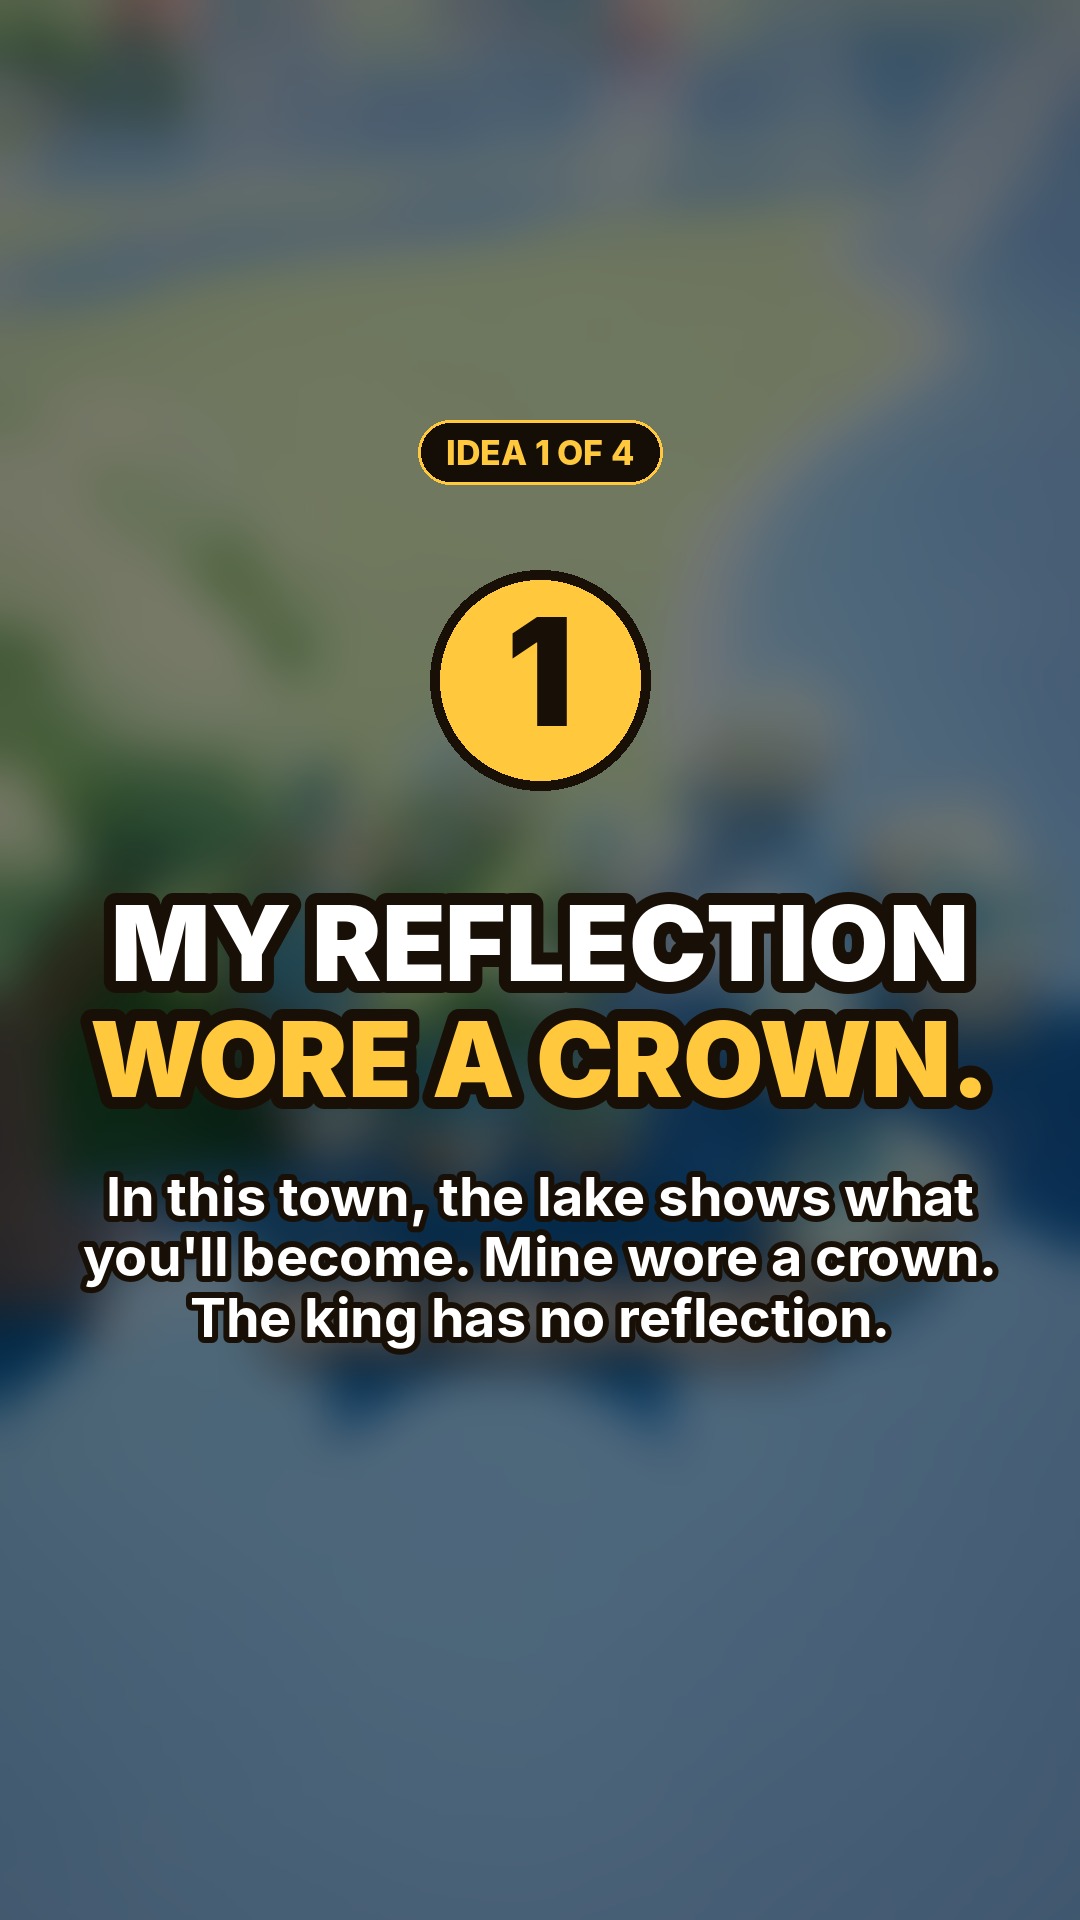 IDEA 1 OF 4
1
MY REFLECTION
WORE A CROWN.
In this town, the lake shows what
you'll become. Mine wore a crown.
The king has no reflection.